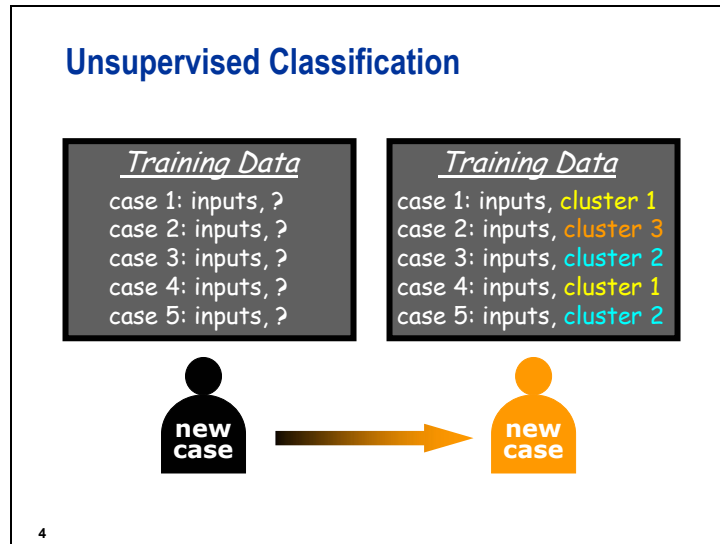 Unsupervised Classification
Training Data
case 1: inputs, ?
case 2: inputs, ?
case 3: inputs, ?
case 4: inputs, ?
case 5: inputs, ?
Training Data
case 1: inputs, cluster 1
case 2: inputs, cluster 3
case 3: inputs, cluster 2
case 4: inputs, cluster 1
case 5: inputs, cluster 2
new
case
new
case
4